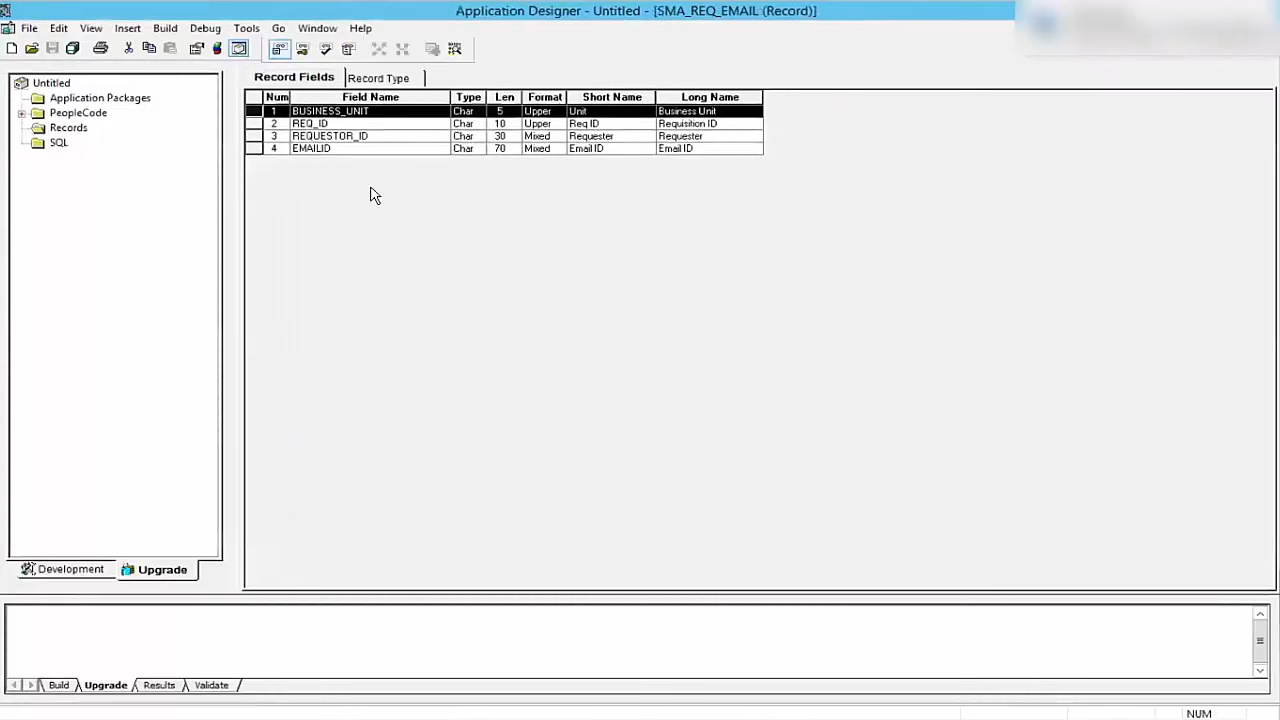 Application Designer - Untitled - [SMA_REQ_EMAIL (Record)]
File Edit View Insert Build Debug Tools Go Window Help
Untitled
Application Packages
PeopleCode
Records
SQL
Development Upgrade
Record Fields Record Type
Num Field Name Type Len Format Short Name Long Name
1 BUSINESS_UNIT Char 5 Upper Unit Business Unit
2 REQ_ID Char 10 Upper Req ID Requisition ID
3 REQUESTOR_ID Char 30 Mixed Requester Requester
4 EMAILID Char 70 Mixed Email ID Email ID
Build Upgrade Results Validate
NUM